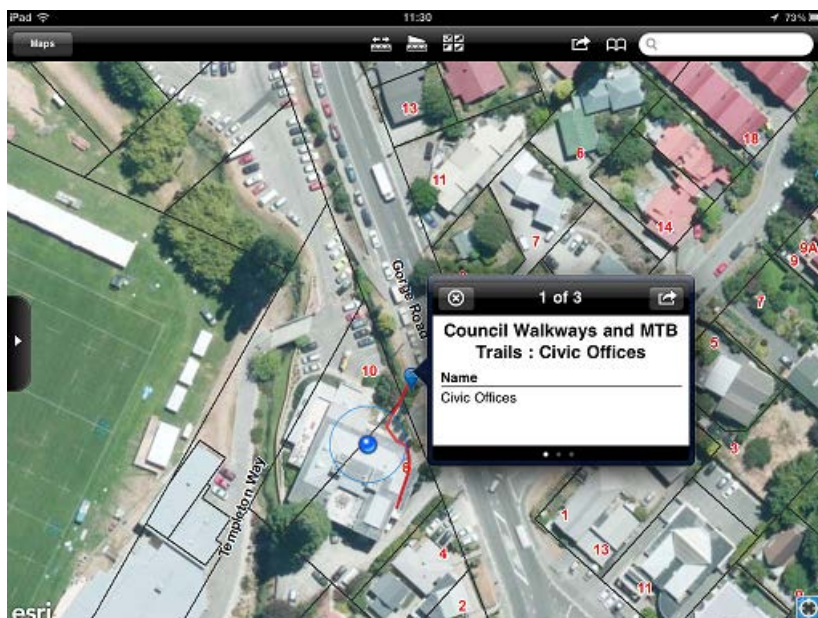 iPad
11:30
73%
Maps
13
18
6
11
14
7
9A
9
7
Gorge Road
1 of 3
Council Walkways and MTB
Trails : Civic Offices
Name
Civic Offices
5
10
3
Templeton Way
1
4
13
11
2
esri